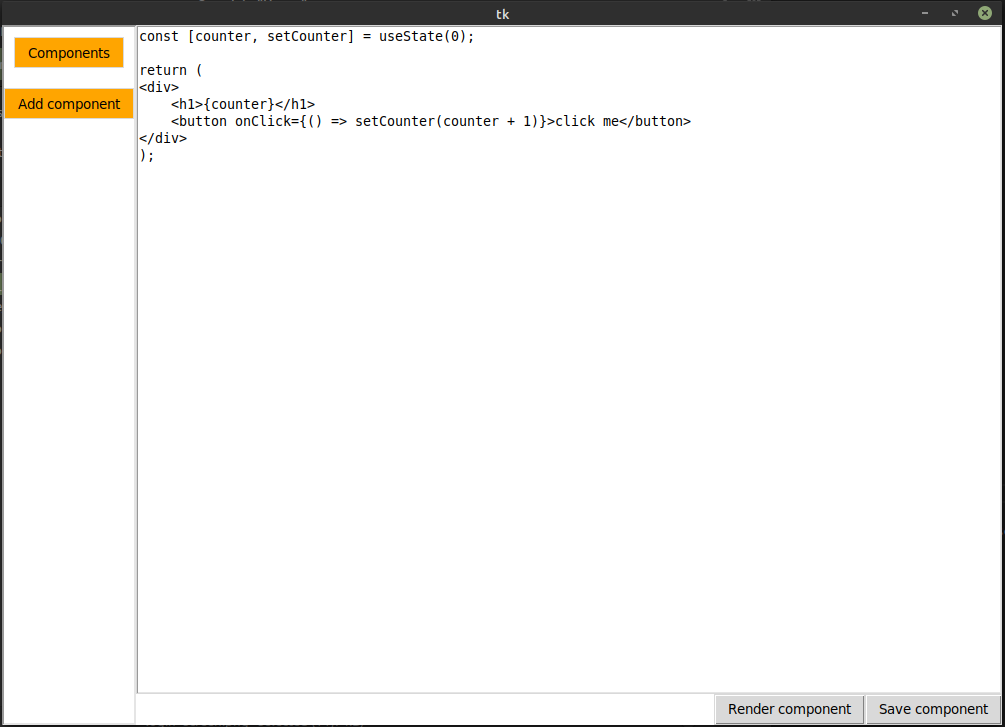 tk
Components
Add component
const [counter, setCounter] = useState(0);
return (
<div>
    <h1>{counter}</h1>
    <button onClick={() => setCounter(counter + 1)}>click me</button>
</div>
);
Render component
Save component